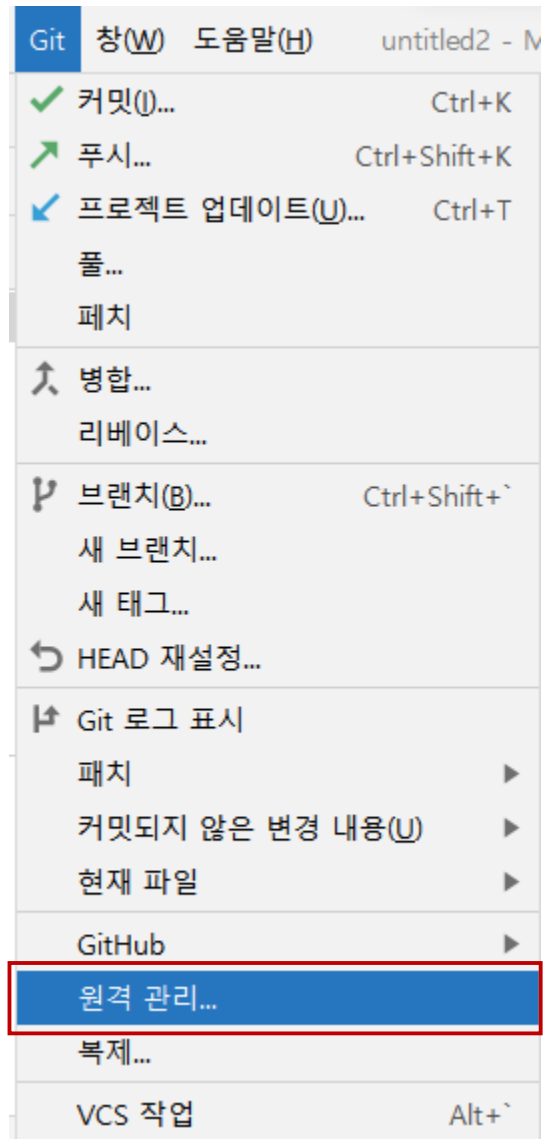 Git 창(W) 도움말(H) untitled2 - M
커밋(I)... Ctrl+K
푸시... Ctrl+Shift+K
프로젝트 업데이트(U)... Ctrl+T
풀...
페치
병합...
리베이스...
브랜치(B)... Ctrl+Shift+`
새 브랜치...
새 태그...
HEAD 재설정...
Git 로그 표시
패치
커밋되지 않은 변경 내용(U)
현재 파일
GitHub
원격 관리...
복제...
VCS 작업 Alt+`